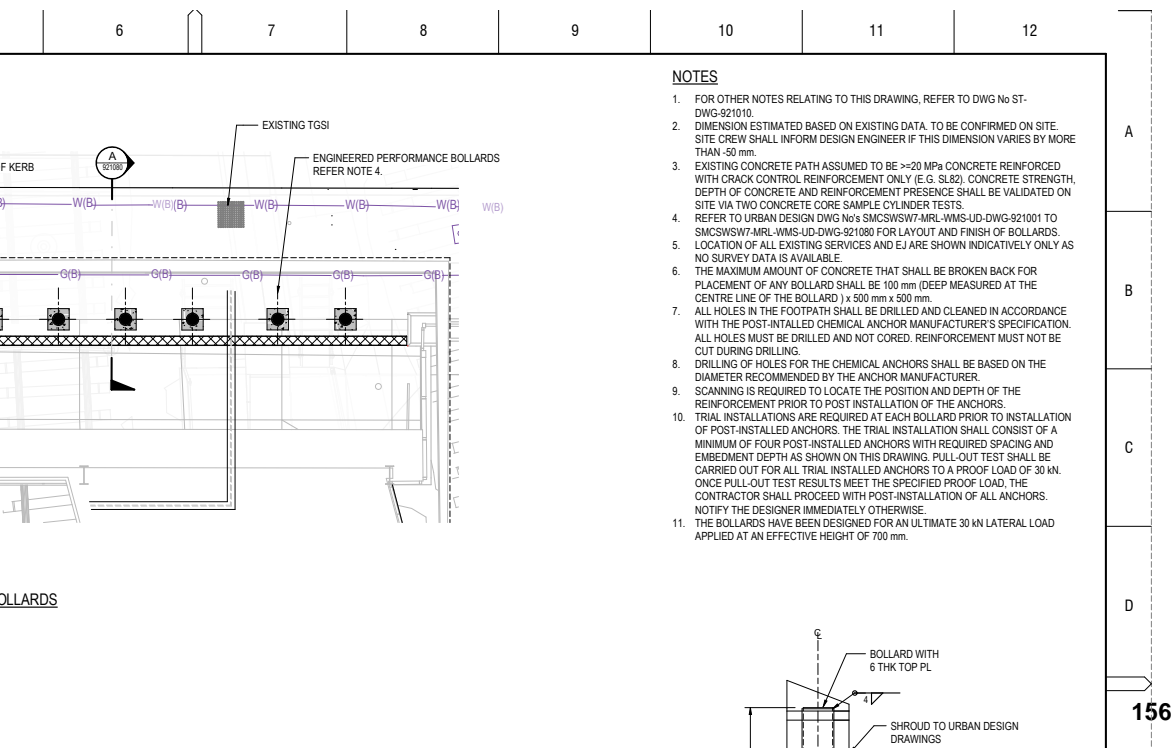 6
7
8
9
10
11
12
NOTES
1. FOR OTHER NOTES RELATING TO THIS DRAWING, REFER TO DWG No ST-
DWG-921010.
2. DIMENSION ESTIMATED BASED ON EXISTING DATA. TO BE CONFIRMED ON SITE.
SITE CREW SHALL INFORM DESIGN ENGINEER IF THIS DIMENSION VARIES BY MORE
THAN -50 mm.
3. EXISTING CONCRETE PATH ASSUMED TO BE >=20 MPa CONCRETE REINFORCED
WITH CRACK CONTROL REINFORCEMENT ONLY (E.G. SL82). CONCRETE STRENGTH,
DEPTH OF CONCRETE AND REINFORCEMENT PRESENCE SHALL BE VALIDATED ON
SITE VIA TWO CONCRETE CORE SAMPLE CYLINDER TESTS.
4. REFER TO URBAN DESIGN DWG No's SMCSWSW7-MRL-WMS-UD-DWG-921001 TO
SMCSWSW7-MRL-WMS-UD-DWG-921080 FOR LAYOUT AND FINISH OF BOLLARDS.
5. LOCATION OF ALL EXISTING SERVICES AND EJ ARE SHOWN INDICATIVELY ONLY AS
NO SURVEY DATA IS AVAILABLE.
6. THE MAXIMUM AMOUNT OF CONCRETE THAT SHALL BE BROKEN BACK FOR
PLACEMENT OF ANY BOLLARD SHALL BE 100 mm (DEEP MEASURED AT THE
CENTRE LINE OF THE BOLLARD ) x 500 mm x 500 mm.
7. ALL HOLES IN THE FOOTPATH SHALL BE DRILLED AND CLEANED IN ACCORDANCE
WITH THE POST-INTALLED CHEMICAL ANCHOR MANUFACTURER'S SPECIFICATION.
ALL HOLES MUST BE DRILLED AND NOT CORED. REINFORCEMENT MUST NOT BE
CUT DURING DRILLING.
8. DRILLING OF HOLES FOR THE CHEMICAL ANCHORS SHALL BE BASED ON THE
DIAMETER RECOMMENDED BY THE ANCHOR MANUFACTURER.
9. SCANNING IS REQUIRED TO LOCATE THE POSITION AND DEPTH OF THE
REINFORCEMENT PRIOR TO POST INSTALLATION OF THE ANCHORS.
10. TRIAL INSTALLATIONS ARE REQUIRED AT EACH BOLLARD PRIOR TO INSTALLATION
OF POST-INSTALLED ANCHORS. THE TRIAL INSTALLATION SHALL CONSIST OF A
MINIMUM OF FOUR POST-INSTALLED ANCHORS WITH REQUIRED SPACING AND
EMBEDMENT DEPTH AS SHOWN ON THIS DRAWING. PULL-OUT TEST SHALL BE
CARRIED OUT FOR ALL TRIAL INSTALLED ANCHORS TO A PROOF LOAD OF 30 kN.
ONCE PULL-OUT TEST RESULTS MEET THE SPECIFIED PROOF LOAD, THE
CONTRACTOR SHALL PROCEED WITH POST-INSTALLATION OF ALL ANCHORS.
NOTIFY THE DESIGNER IMMEDIATELY OTHERWISE.
11. THE BOLLARDS HAVE BEEN DESIGNED FOR AN ULTIMATE 30 kN LATERAL LOAD
APPLIED AT AN EFFECTIVE HEIGHT OF 700 mm.
EXISTING TGSI
ENGINEERED PERFORMANCE BOLLARDS
REFER NOTE 4.
F KERB
A
921080
W(B) W(B) (B) W(B) W(B) W(B) W(B)
G(B) G(B) G(B) G(B) G(B)
OLLARDS
BOLLARD WITH
6 THK TOP PL
4
SHROUD TO URBAN DESIGN
DRAWINGS
A
B
C
D
156